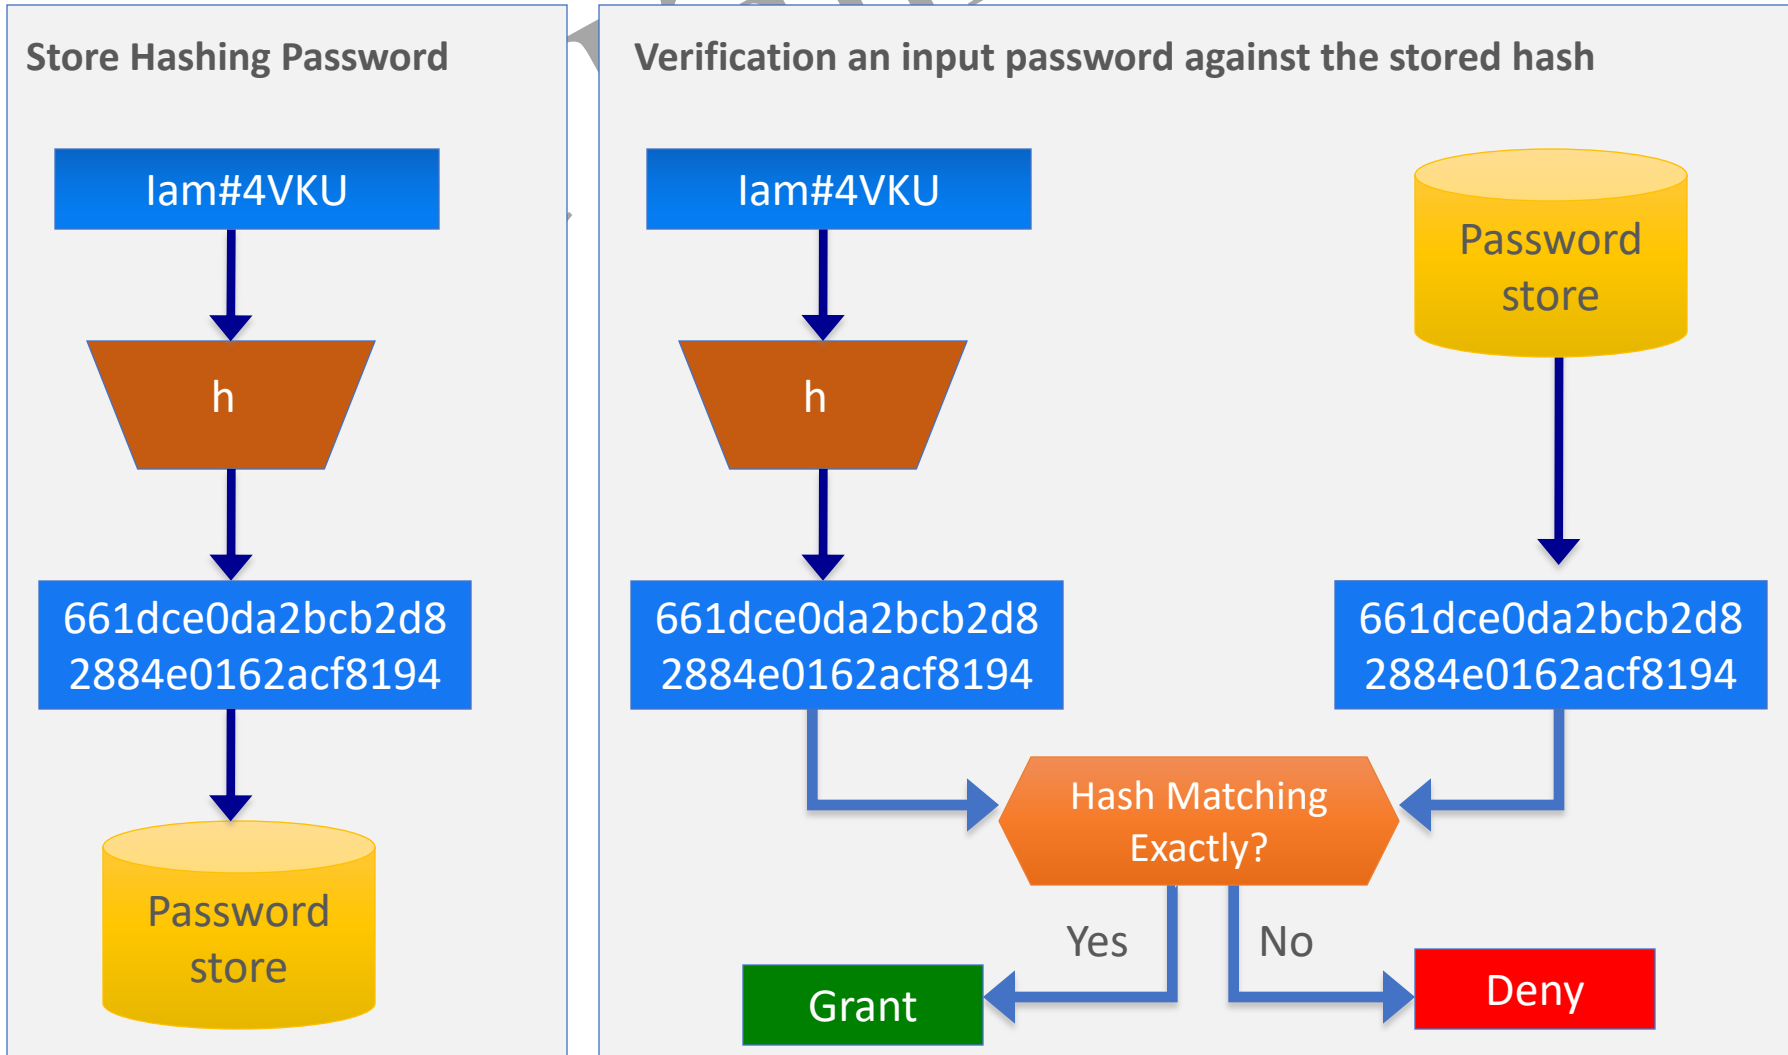 Store Hashing Password
Iam#4VKU
h
661dce0da2bcb2d8
2884e0162acf8194
Password
store
Verification an input password against the stored hash
Iam#4VKU
h
661dce0da2bcb2d8
2884e0162acf8194
Password
store
661dce0da2bcb2d8
2884e0162acf8194
Hash Matching
Exactly?
Yes
No
Grant
Deny